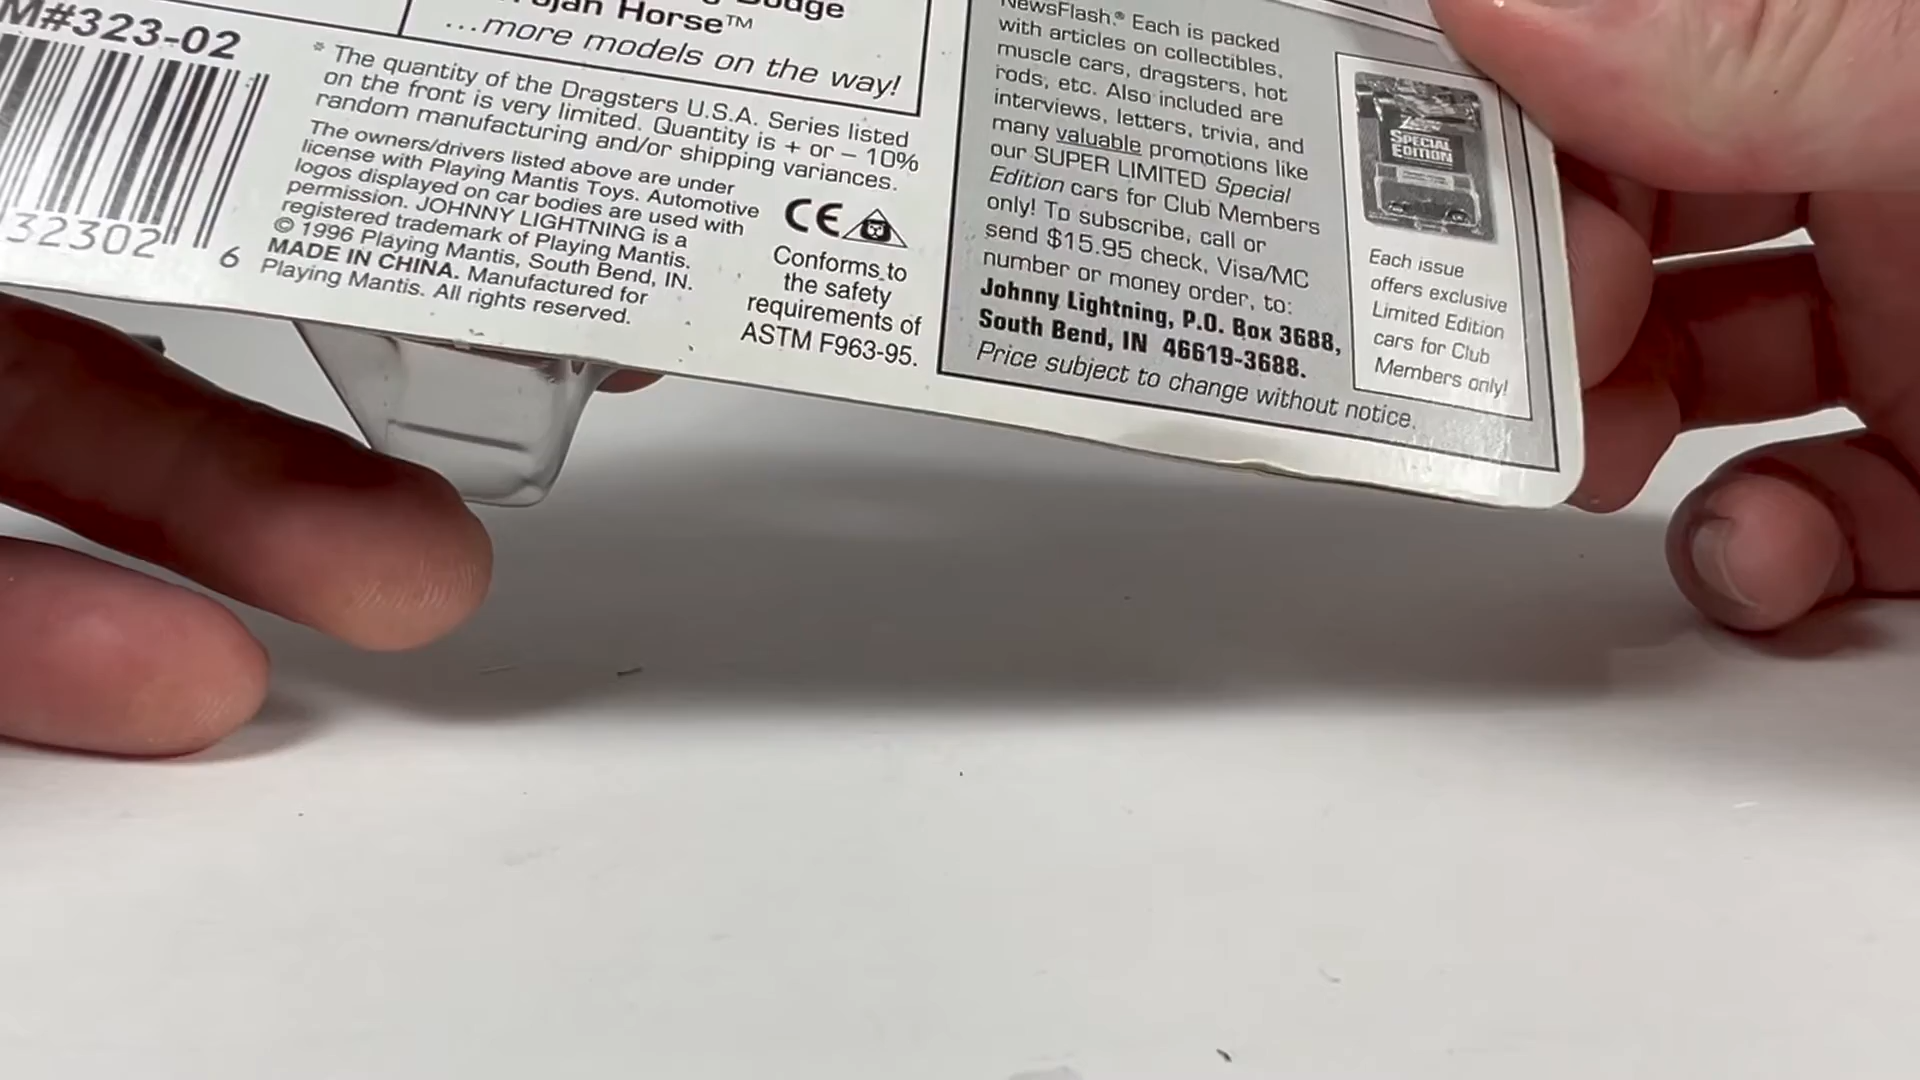 M#323-02
32302
6
Horse™
...more models on the way!
* The quantity of the Dragsters U.S.A. Series listed
on the front is very limited. Quantity is + or – 10%
random manufacturing and/or shipping variances.
The owners/drivers listed above are under
license with Playing Mantis Toys. Automotive
logos displayed on car bodies are used with
permission. JOHNNY LIGHTNING is a
registered trademark of Playing Mantis.
© 1996 Playing Mantis, South Bend, IN.
MADE IN CHINA. Manufactured for
Playing Mantis. All rights reserved.
CE
Conforms to
the safety
requirements of
ASTM F963-95.
NewsFlash.® Each is packed
with articles on collectibles,
muscle cars, dragsters, hot
rods, etc. Also included are
interviews, letters, trivia, and
many valuable promotions like
our SUPER LIMITED Special
Edition cars for Club Members
only! To subscribe, call or
send $15.95 check, Visa/MC
number or money order, to:
Johnny Lightning, P.O. Box 3688,
South Bend, IN 46619-3688.
Price subject to change without notice.
SPECIAL
EDITION
Each issue
offers exclusive
Limited Edition
cars for Club
Members only!